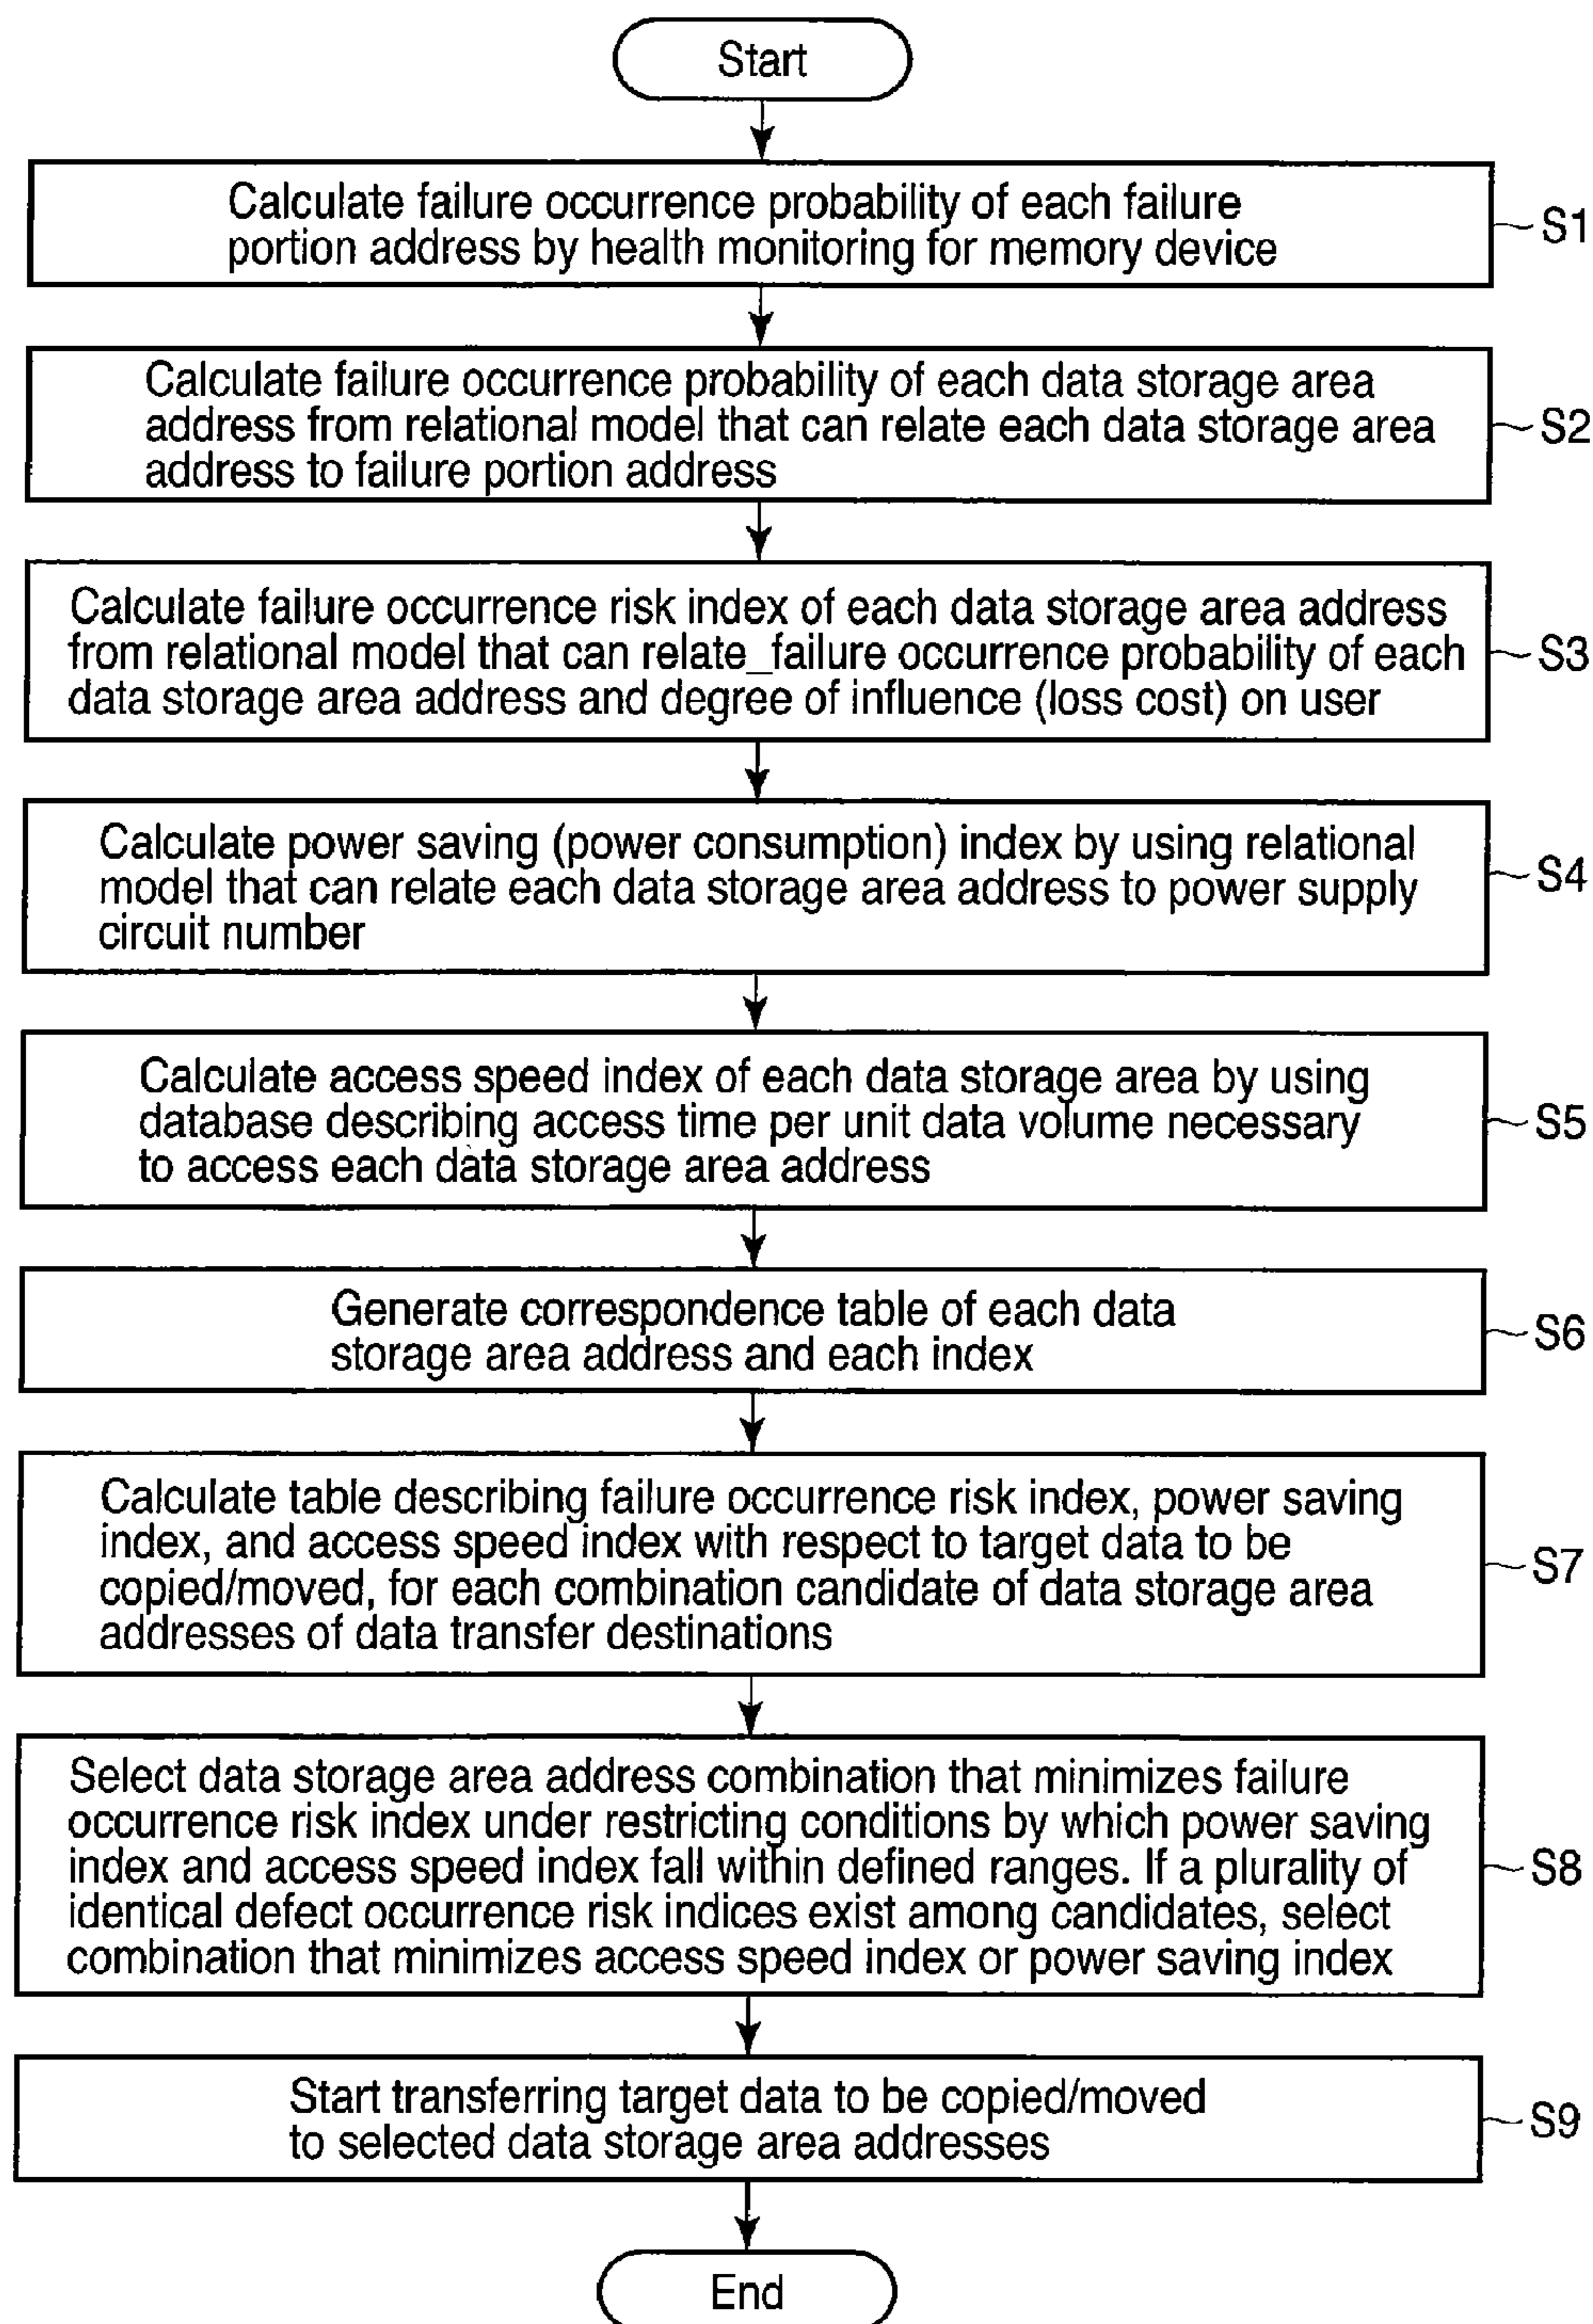 Start
Calculate failure occurrence probability of each failure
portion address by health monitoring for memory device
S1
Calculate failure occurrence probability of each data storage area
address from relational model that can relate each data storage area
address to failure portion address
S2
Calculate failure occurrence risk index of each data storage area address
from relational model that can relate_failure occurrence probability of each
data storage area address and degree of influence (loss cost) on user
S3
Calculate power saving (power consumption) index by using relational
model that can relate each data storage area address to power supply
circuit number
S4
Calculate access speed index of each data storage area by using
database describing access time per unit data volume necessary
to access each data storage area address
S5
Generate correspondence table of each data
storage area address and each index
S6
Calculate table describing failure occurrence risk index, power saving
index, and access speed index with respect to target data to be
copied/moved, for each combination candidate of data storage area
addresses of data transfer destinations
S7
Select data storage area address combination that minimizes failure
occurrence risk index under restricting conditions by which power saving
index and access speed index fall within defined ranges. If a plurality of
identical defect occurrence risk indices exist among candidates, select
combination that minimizes access speed index or power saving index
S8
Start transferring target data to be copied/moved
to selected data storage area addresses
S9
End